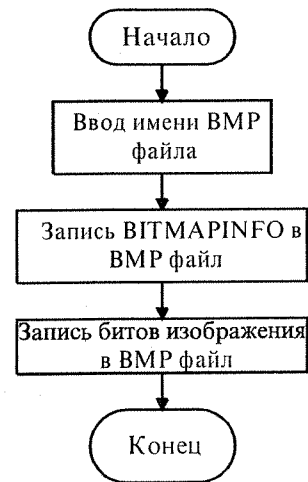 Начало
Ввод имени BMP
файла
Запись BITMAPINFO в
BMP файл
Запись битов изображения
в BMP файл
Конец